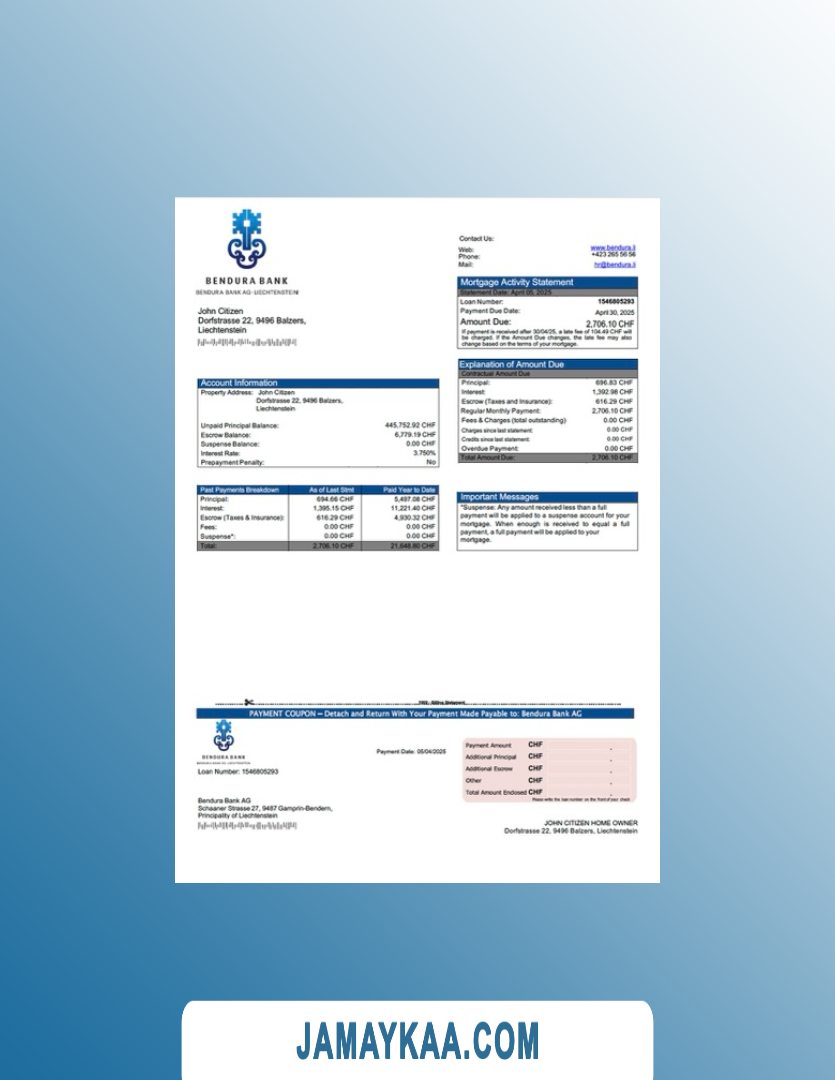 BENDURA BANK
BENDURA BANK AG · LIECHTENSTEIN
Contact Us:
Web: www.bendura.li
Phone: +423 265 56 56
Mail: hr@bendura.li
John Citizen
Dorfstrasse 22, 9496 Balzers,
Liechtenstein
Mortgage Activity Statement
Statement Date: April 05, 2025
Loan Number: 1546805293
Payment Due Date: April 30, 2025
Amount Due: 2,706.10 CHF
If payment is received after 30/04/25, a late fee of 104.49 CHF will
be charged. If the Amount Due changes, the late fee may also
change based on the terms of your mortgage.
Account Information
Property Address: John Citizen
Dorfstrasse 22, 9496 Balzers,
Liechtenstein
Unpaid Principal Balance: 445,752.92 CHF
Escrow Balance: 6,779.19 CHF
Suspense Balance: 0.00 CHF
Interest Rate: 3.750%
Prepayment Penalty: No
Explanation of Amount Due
Contractual Amount Due
Principal: 696.83 CHF
Interest: 1,392.98 CHF
Escrow (Taxes and Insurance): 616.29 CHF
Regular Monthly Payment: 2,706.10 CHF
Fees & Charges (total outstanding) 0.00 CHF
Charges since last statement: 0.00 CHF
Credits since last statement: 0.00 CHF
Overdue Payment: 0.00 CHF
Total Amount Due: 2,706.10 CHF
Past Payments Breakdown As of Last Stmt Paid Year to Date
Principal: 694.66 CHF 5,497.08 CHF
Interest: 1,395.15 CHF 11,221.40 CHF
Escrow (Taxes & Insurance): 616.29 CHF 4,930.32 CHF
Fees: 0.00 CHF 0.00 CHF
Suspense*: 0.00 CHF 0.00 CHF
Total: 2,706.10 CHF 21,648.80 CHF
Important Messages
*Suspense: Any amount received less than a full
payment will be applied to a suspense account for your
mortgage. When enough is received to equal a full
payment, a full payment will be applied to your
mortgage.
PAYMENT COUPON – Detach and Return With Your Payment Made Payable to: Bendura Bank AG
BENDURA BANK
Loan Number: 1546805293
Payment Date: 05/04/2025
Payment Amount CHF .
Additional Principal CHF .
Additional Escrow CHF .
Other CHF .
Total Amount Enclosed CHF .
Please write the loan number on the front of your check
Bendura Bank AG
Schaaner Strasse 27, 9487 Gamprin-Bendern,
Principality of Liechtenstein
JOHN CITIZEN HOME OWNER
Dorfstrasse 22, 9496 Balzers, Liechtenstein
JAMAYKAA.COM